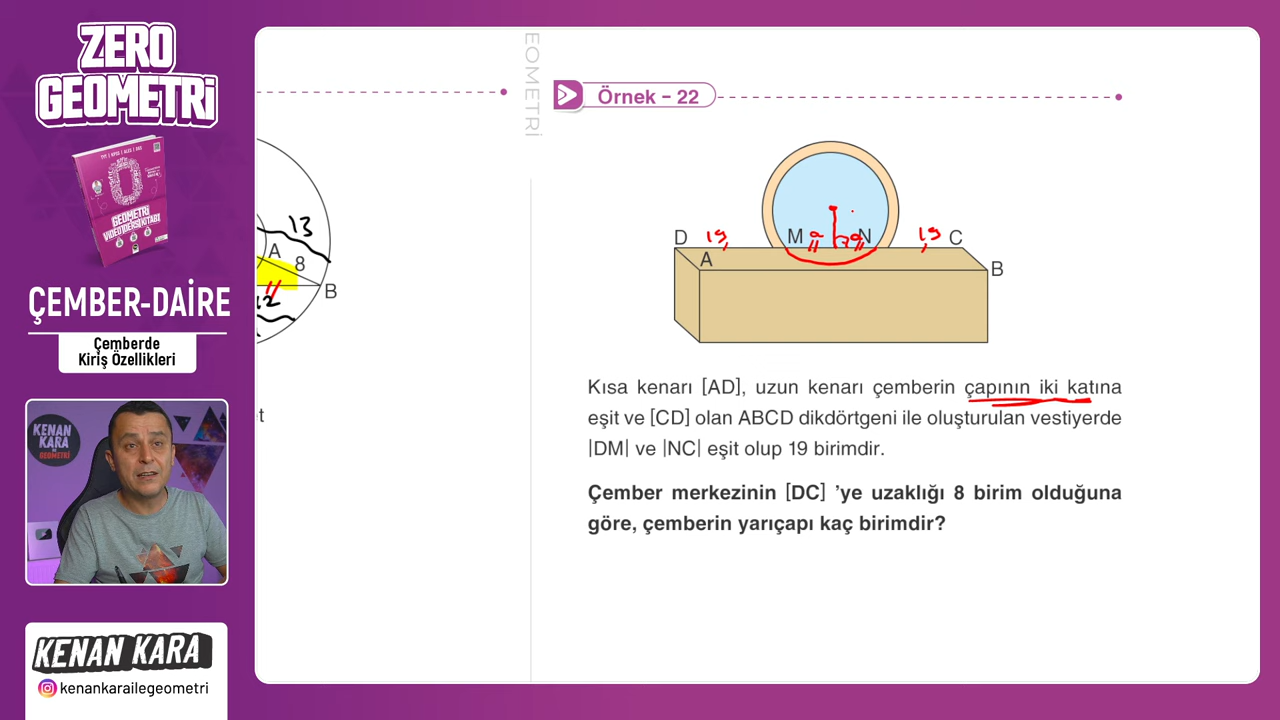 ZERO
GEOMETRİ
GEOMETRİ
VİDEO DERS KİTABI
ÇEMBER-DAİRE
Çemberde
Kiriş Özellikleri
KENAN
KARA
KENAN KARA
kenankarailegeometri
EOMETRİ
13
A
8
B
12
t
Örnek – 22
D
19
M
a
a
N
19
C
A
B
Kısa kenarı [AD], uzun kenarı çemberin çapının iki katına
eşit ve [CD] olan ABCD dikdörtgeni ile oluşturulan vestiyerde
|DM| ve |NC| eşit olup 19 birimdir.
Çember merkezinin [DC] ’ye uzaklığı 8 birim olduğuna
göre, çemberin yarıçapı kaç birimdir?